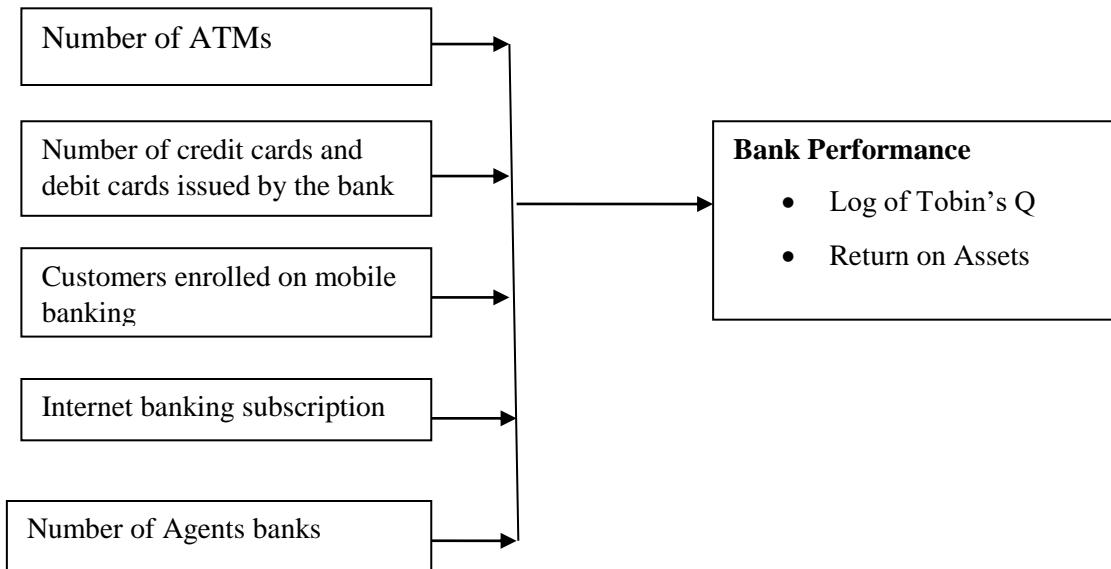 Number of ATMs
Number of credit cards and
debit cards issued by the bank
Customers enrolled on mobile
banking
Internet banking subscription
Number of Agents banks
Bank Performance
• Log of Tobin’s Q
• Return on Assets